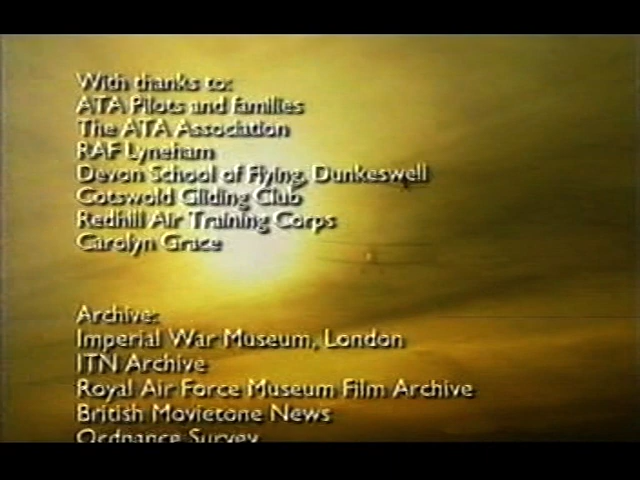 With thanks to:
ATA Pilots and families
The ATA Association
RAF Lyneham
Devon School of Flying, Dunkeswell
Cotswold Gliding Club
Redhill Air Training Corps
Carolyn Grace
Archive:
Imperial War Museum, London
ITN Archive
Royal Air Force Museum Film Archive
British Movietone News
Ordnance Survey